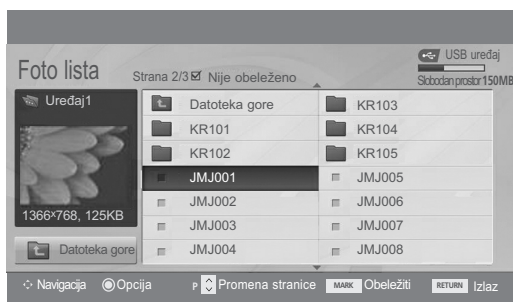 USB uređaj
Foto lista
Strana 2/3 Nije obeleženo
Slobodan prostor 150MB
Uređaj1
Datoteka gore
KR103
KR101
KR104
KR102
KR105
JMJ001
JMJ005
JMJ002
JMJ006
JMJ003
JMJ007
JMJ004
JMJ008
1366×768, 125KB
Datoteka gore
Navigacija Opcija P Promena stranice MARK Obeležiti RETURN Izlaz